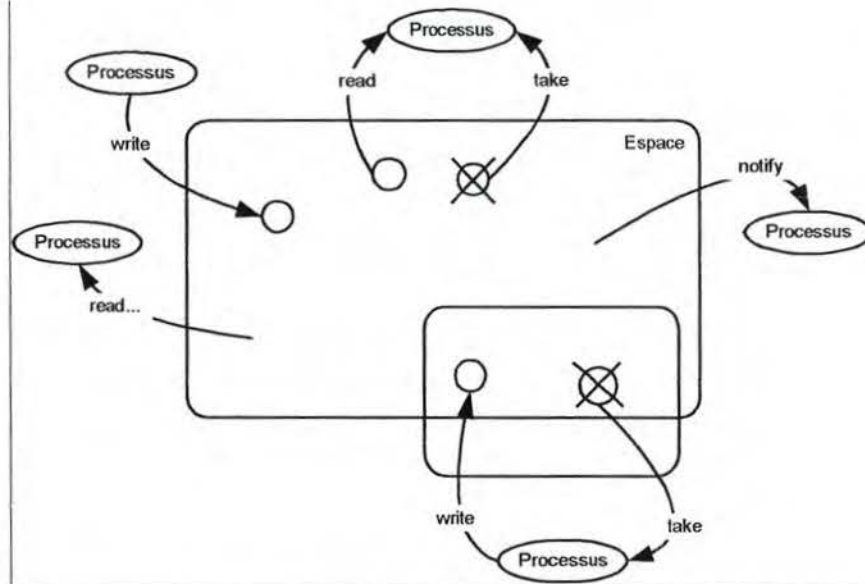 Processus
Processus
read
take
write
Espace
notify
Processus
Processus
read...
write
take
Processus